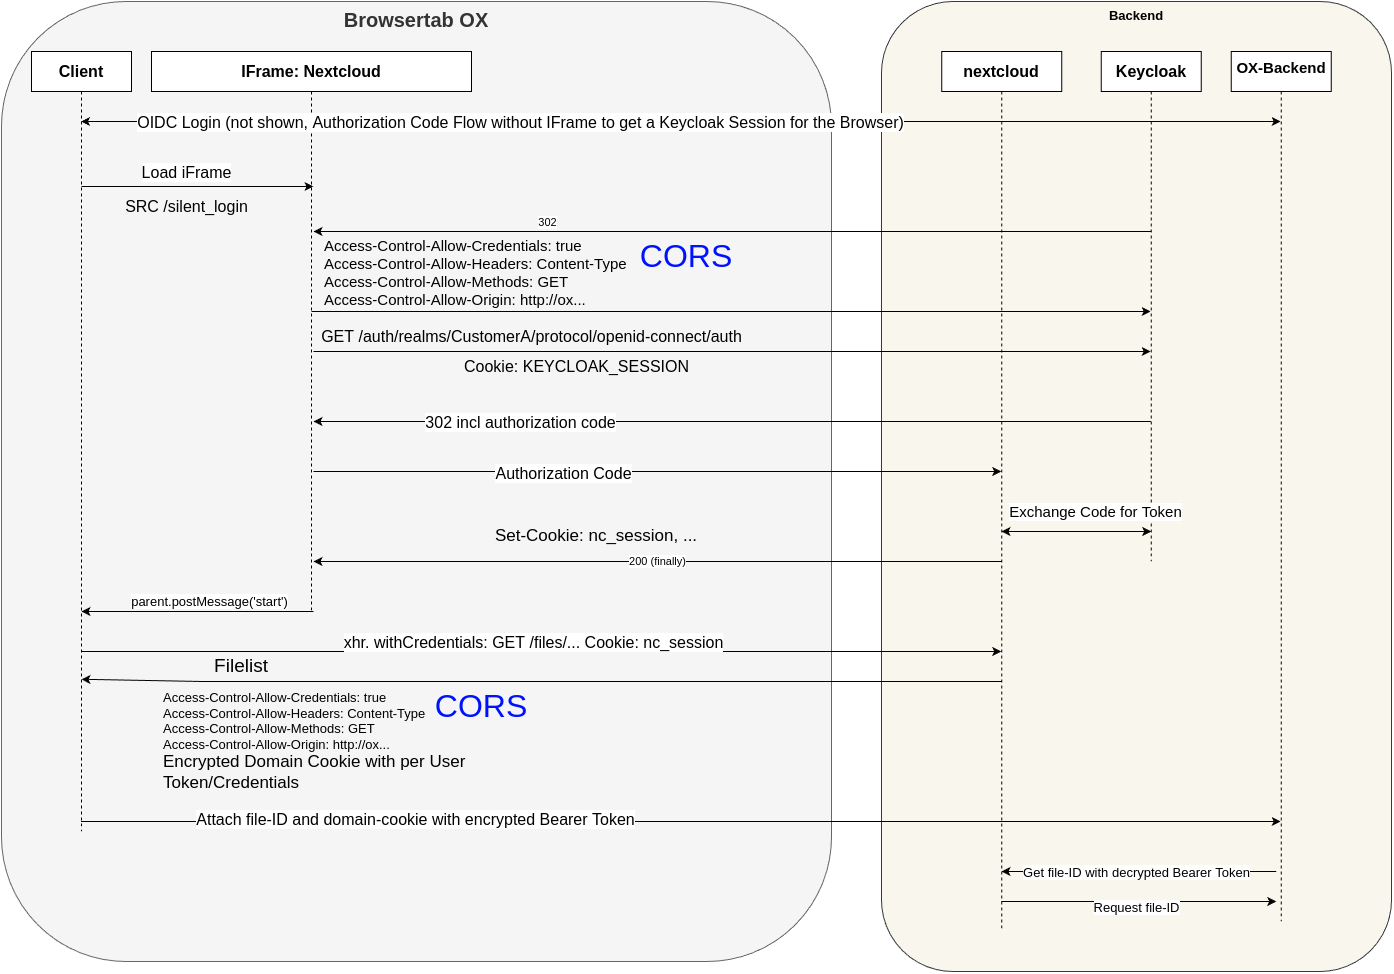 Browsertab OX
Backend
Client
IFrame: Nextcloud
nextcloud
Keycloak
OX-Backend
OIDC Login (not shown, Authorization Code Flow without IFrame to get a Keycloak Session for the Browser)
Load iFrame
SRC /silent_login
302
Access-Control-Allow-Credentials: true
Access-Control-Allow-Headers: Content-Type
Access-Control-Allow-Methods: GET
Access-Control-Allow-Origin: http://ox...
CORS
GET /auth/realms/CustomerA/protocol/openid-connect/auth
Cookie: KEYCLOAK_SESSION
302 incl authorization code
Authorization Code
Exchange Code for Token
Set-Cookie: nc_session, ...
200 (finally)
parent.postMessage('start')
xhr. withCredentials: GET /files/... Cookie: nc_session
Filelist
Access-Control-Allow-Credentials: true
Access-Control-Allow-Headers: Content-Type
Access-Control-Allow-Methods: GET
Access-Control-Allow-Origin: http://ox...
CORS
Encrypted Domain Cookie with per User
Token/Credentials
Attach file-ID and domain-cookie with encrypted Bearer Token
Get file-ID with decrypted Bearer Token
Request file-ID